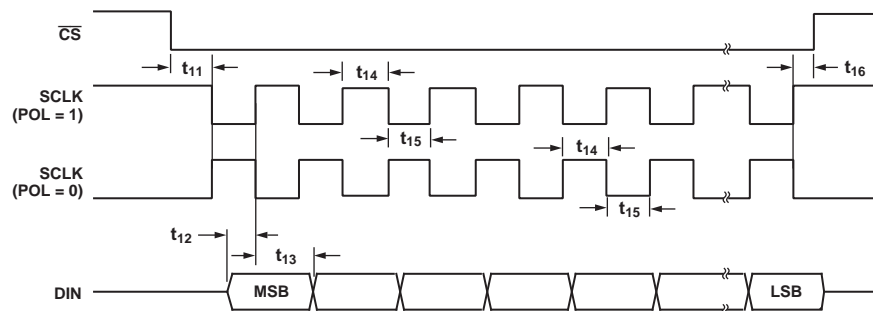 CS
t11
t14
t16
SCLK
(POL = 1)
t15
t14
SCLK
(POL = 0)
t15
t12
t13
DIN
MSB
LSB